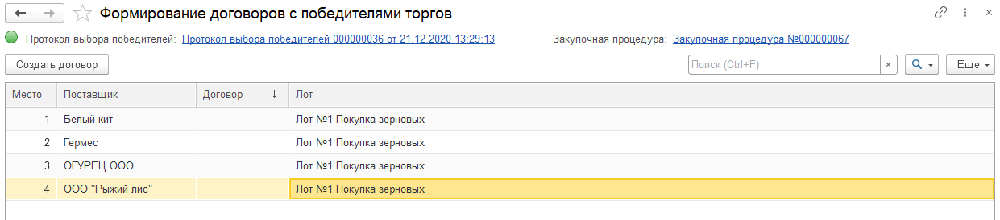 Формирование договоров с победителями торгов
Протокол выбора победителей: Протокол выбора победителей 000000036 от 21.12.2020 13:29:13 Закупочная процедура: Закупочная процедура №000000067
Создать договор Поиск (Ctrl+F) × Еще
Место Поставщик Договор ↓ Лот
1 Белый кит Лот №1 Покупка зерновых
2 Гермес Лот №1 Покупка зерновых
3 ОГУРЕЦ ООО Лот №1 Покупка зерновых
4 ООО "Рыжий лис" Лот №1 Покупка зерновых